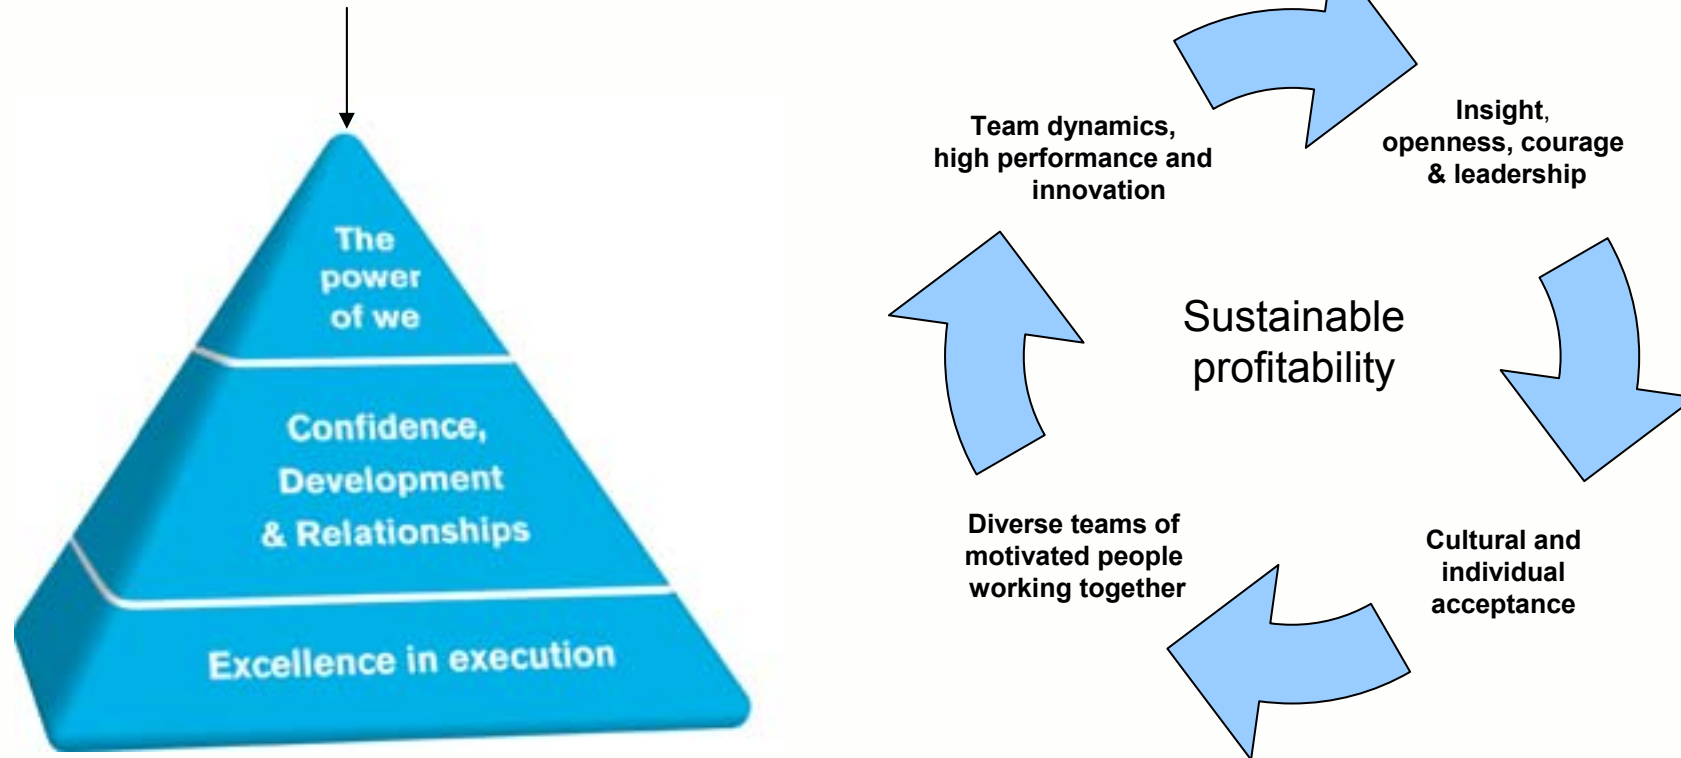 The
power
of we
Confidence,
Development
& Relationships
Excellence in execution
Team dynamics,
high performance and
innovation
Insight,
openness, courage
& leadership
Sustainable
profitability
Diverse teams of
motivated people
working together
Cultural and
individual
acceptance